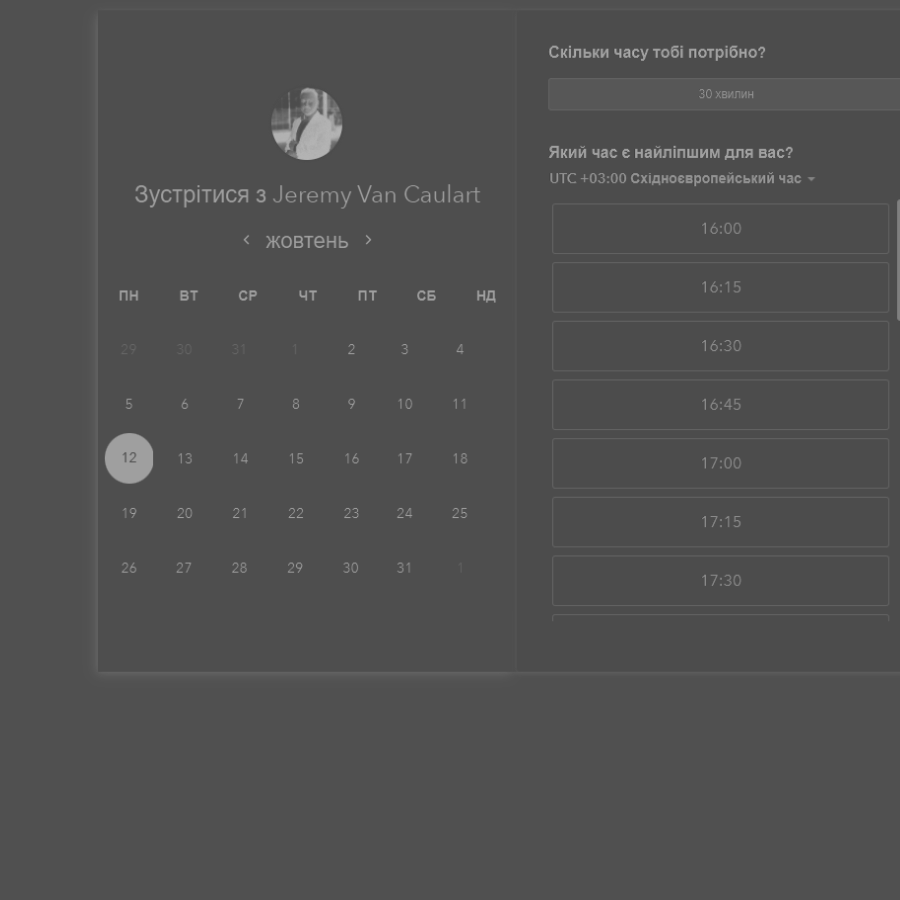 Зустрітися з Jeremy Van Caulart
жовтень
ПН ВТ СР ЧТ ПТ СБ НД
29 30 31 1 2 3 4
5 6 7 8 9 10 11
12 13 14 15 16 17 18
19 20 21 22 23 24 25
26 27 28 29 30 31 1
Скільки часу тобі потрібно?
30 хвилин
Який час є найліпшим для вас?
UTC +03:00 Східноєвропейський час
16:00
16:15
16:30
16:45
17:00
17:15
17:30